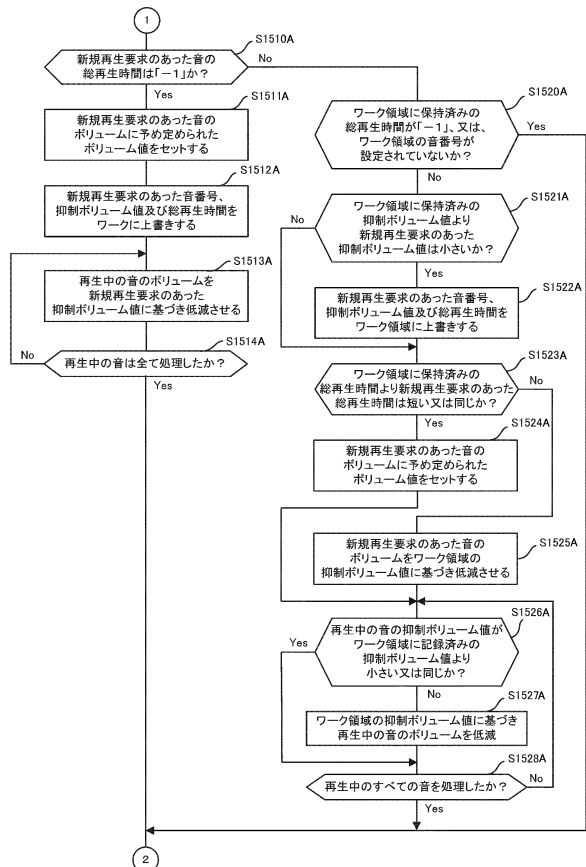 1
S1510A
新規再生要求のあった音の
総再生時間は「－1」か？
No
Yes
S1511A
新規再生要求のあった音の
ボリュームに予め定められた
ボリューム値をセットする
S1512A
新規再生要求のあった音番号、
抑制ボリューム値及び総再生時間を
ワークに上書きする
S1513A
再生中の音のボリュームを
新規再生要求のあった
抑制ボリューム値に基づき低減させる
S1514A
No
再生中の音は全て処理したか？
Yes
S1520A
ワーク領域に保持済みの
総再生時間が「－1」、又は、
ワーク領域の音番号が
設定されていないか？
Yes
No
S1521A
No
ワーク領域に保持済みの
抑制ボリューム値より
新規再生要求のあった
抑制ボリューム値は小さいか？
Yes
S1522A
新規再生要求のあった音番号、
抑制ボリューム値及び総再生時間を
ワーク領域に上書きする
S1523A
ワーク領域に保持済みの
総再生時間より新規再生要求のあった
総再生時間は短い又は同じか？
No
Yes
S1524A
新規再生要求のあった音の
ボリュームに予め定められた
ボリューム値をセットする
新規再生要求のあった音の
ボリュームをワーク領域の
抑制ボリューム値に基づき低減させる
S1525A
S1526A
Yes
再生中の音の抑制ボリューム値が
ワーク領域に記録済みの
抑制ボリューム値より
小さい又は同じか？
No
S1527A
ワーク領域の抑制ボリューム値に基づき
再生中の音のボリュームを低減
S1528A
再生中のすべての音を処理したか？
No
Yes
2